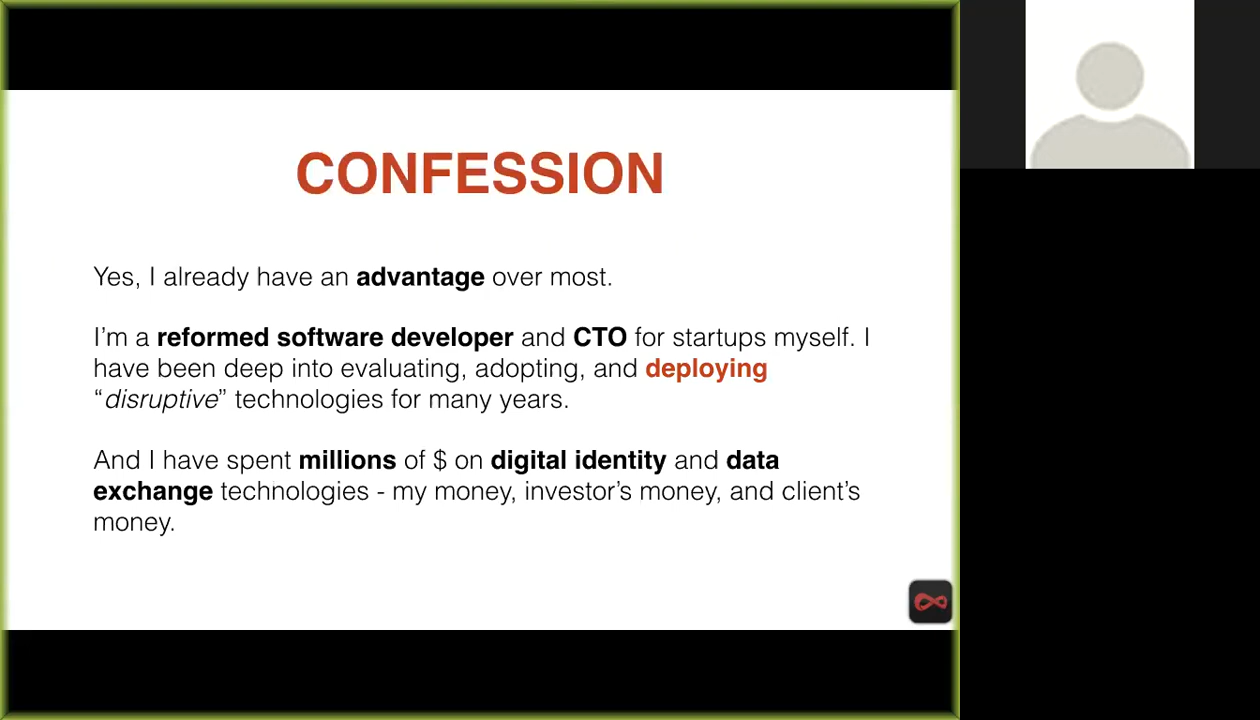 CONFESSION
Yes, I already have an advantage over most.
I’m a reformed software developer and CTO for startups myself. I
have been deep into evaluating, adopting, and deploying
“disruptive” technologies for many years.
And I have spent millions of $ on digital identity and data
exchange technologies - my money, investor’s money, and client’s
money.